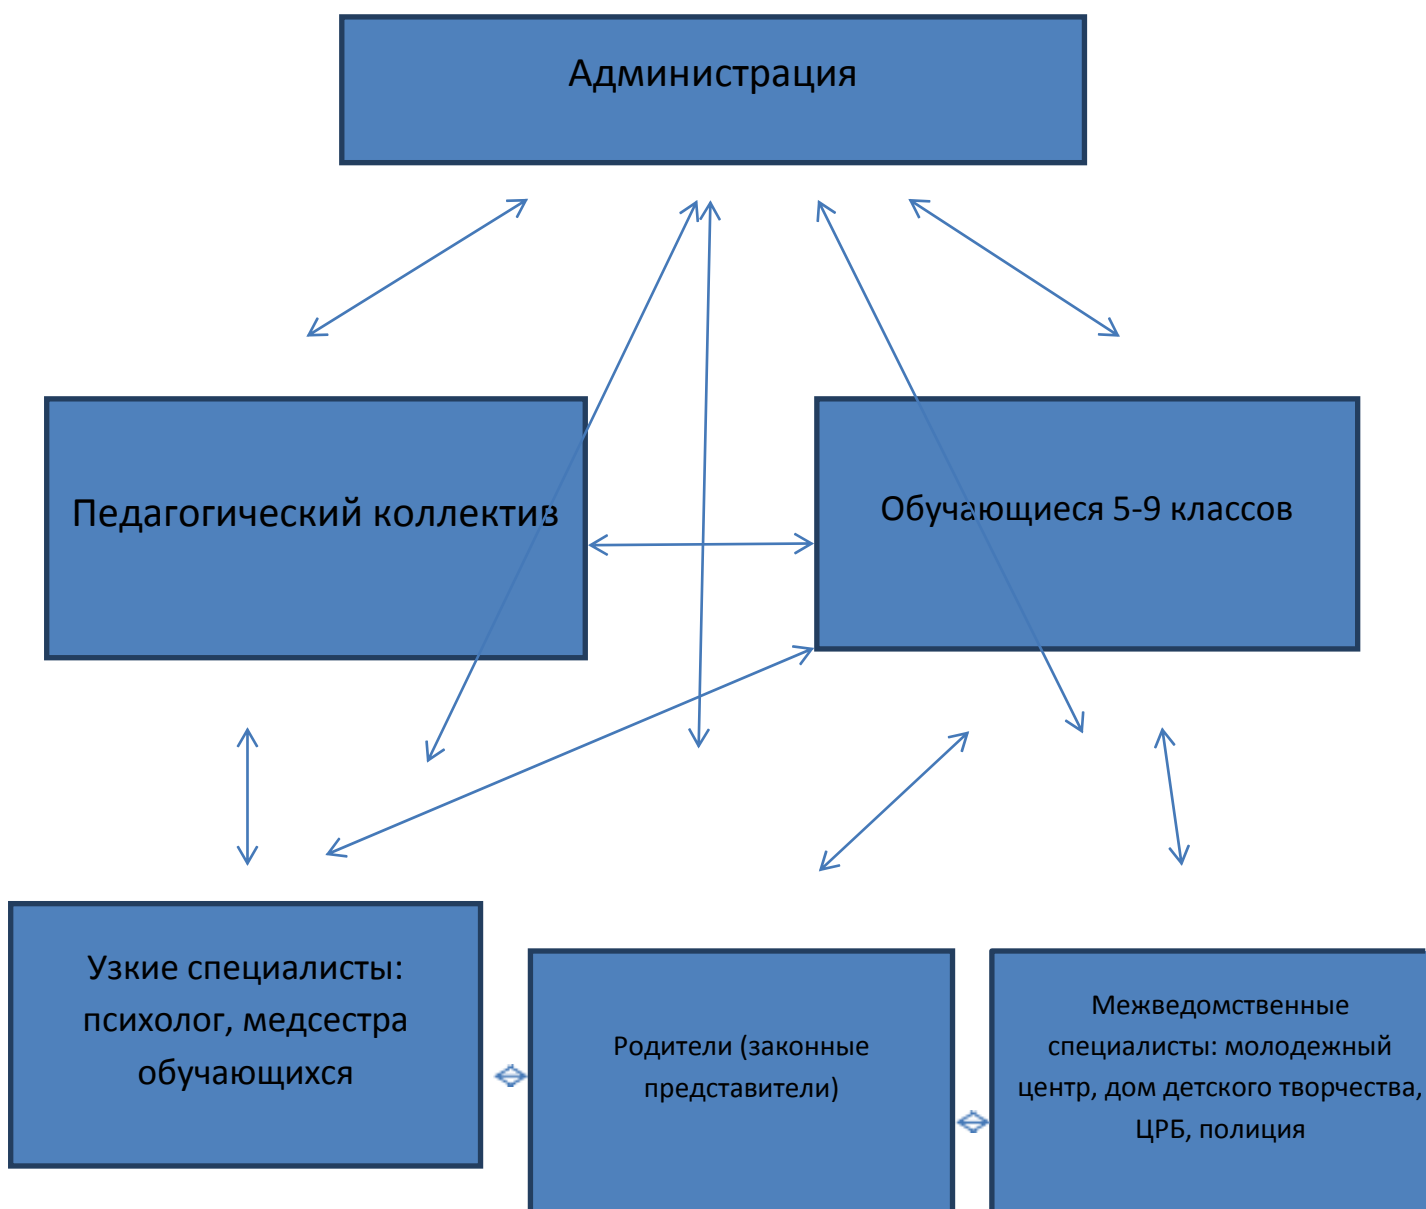 Администрация
Педагогический коллектив
Обучающиеся 5-9 классов
Узкие специалисты:
психолог, медсестра
обучающихся
Родители (законные
представители)
Межведомственные
специалисты: молодежный
центр, дом детского творчества,
ЦРБ, полиция